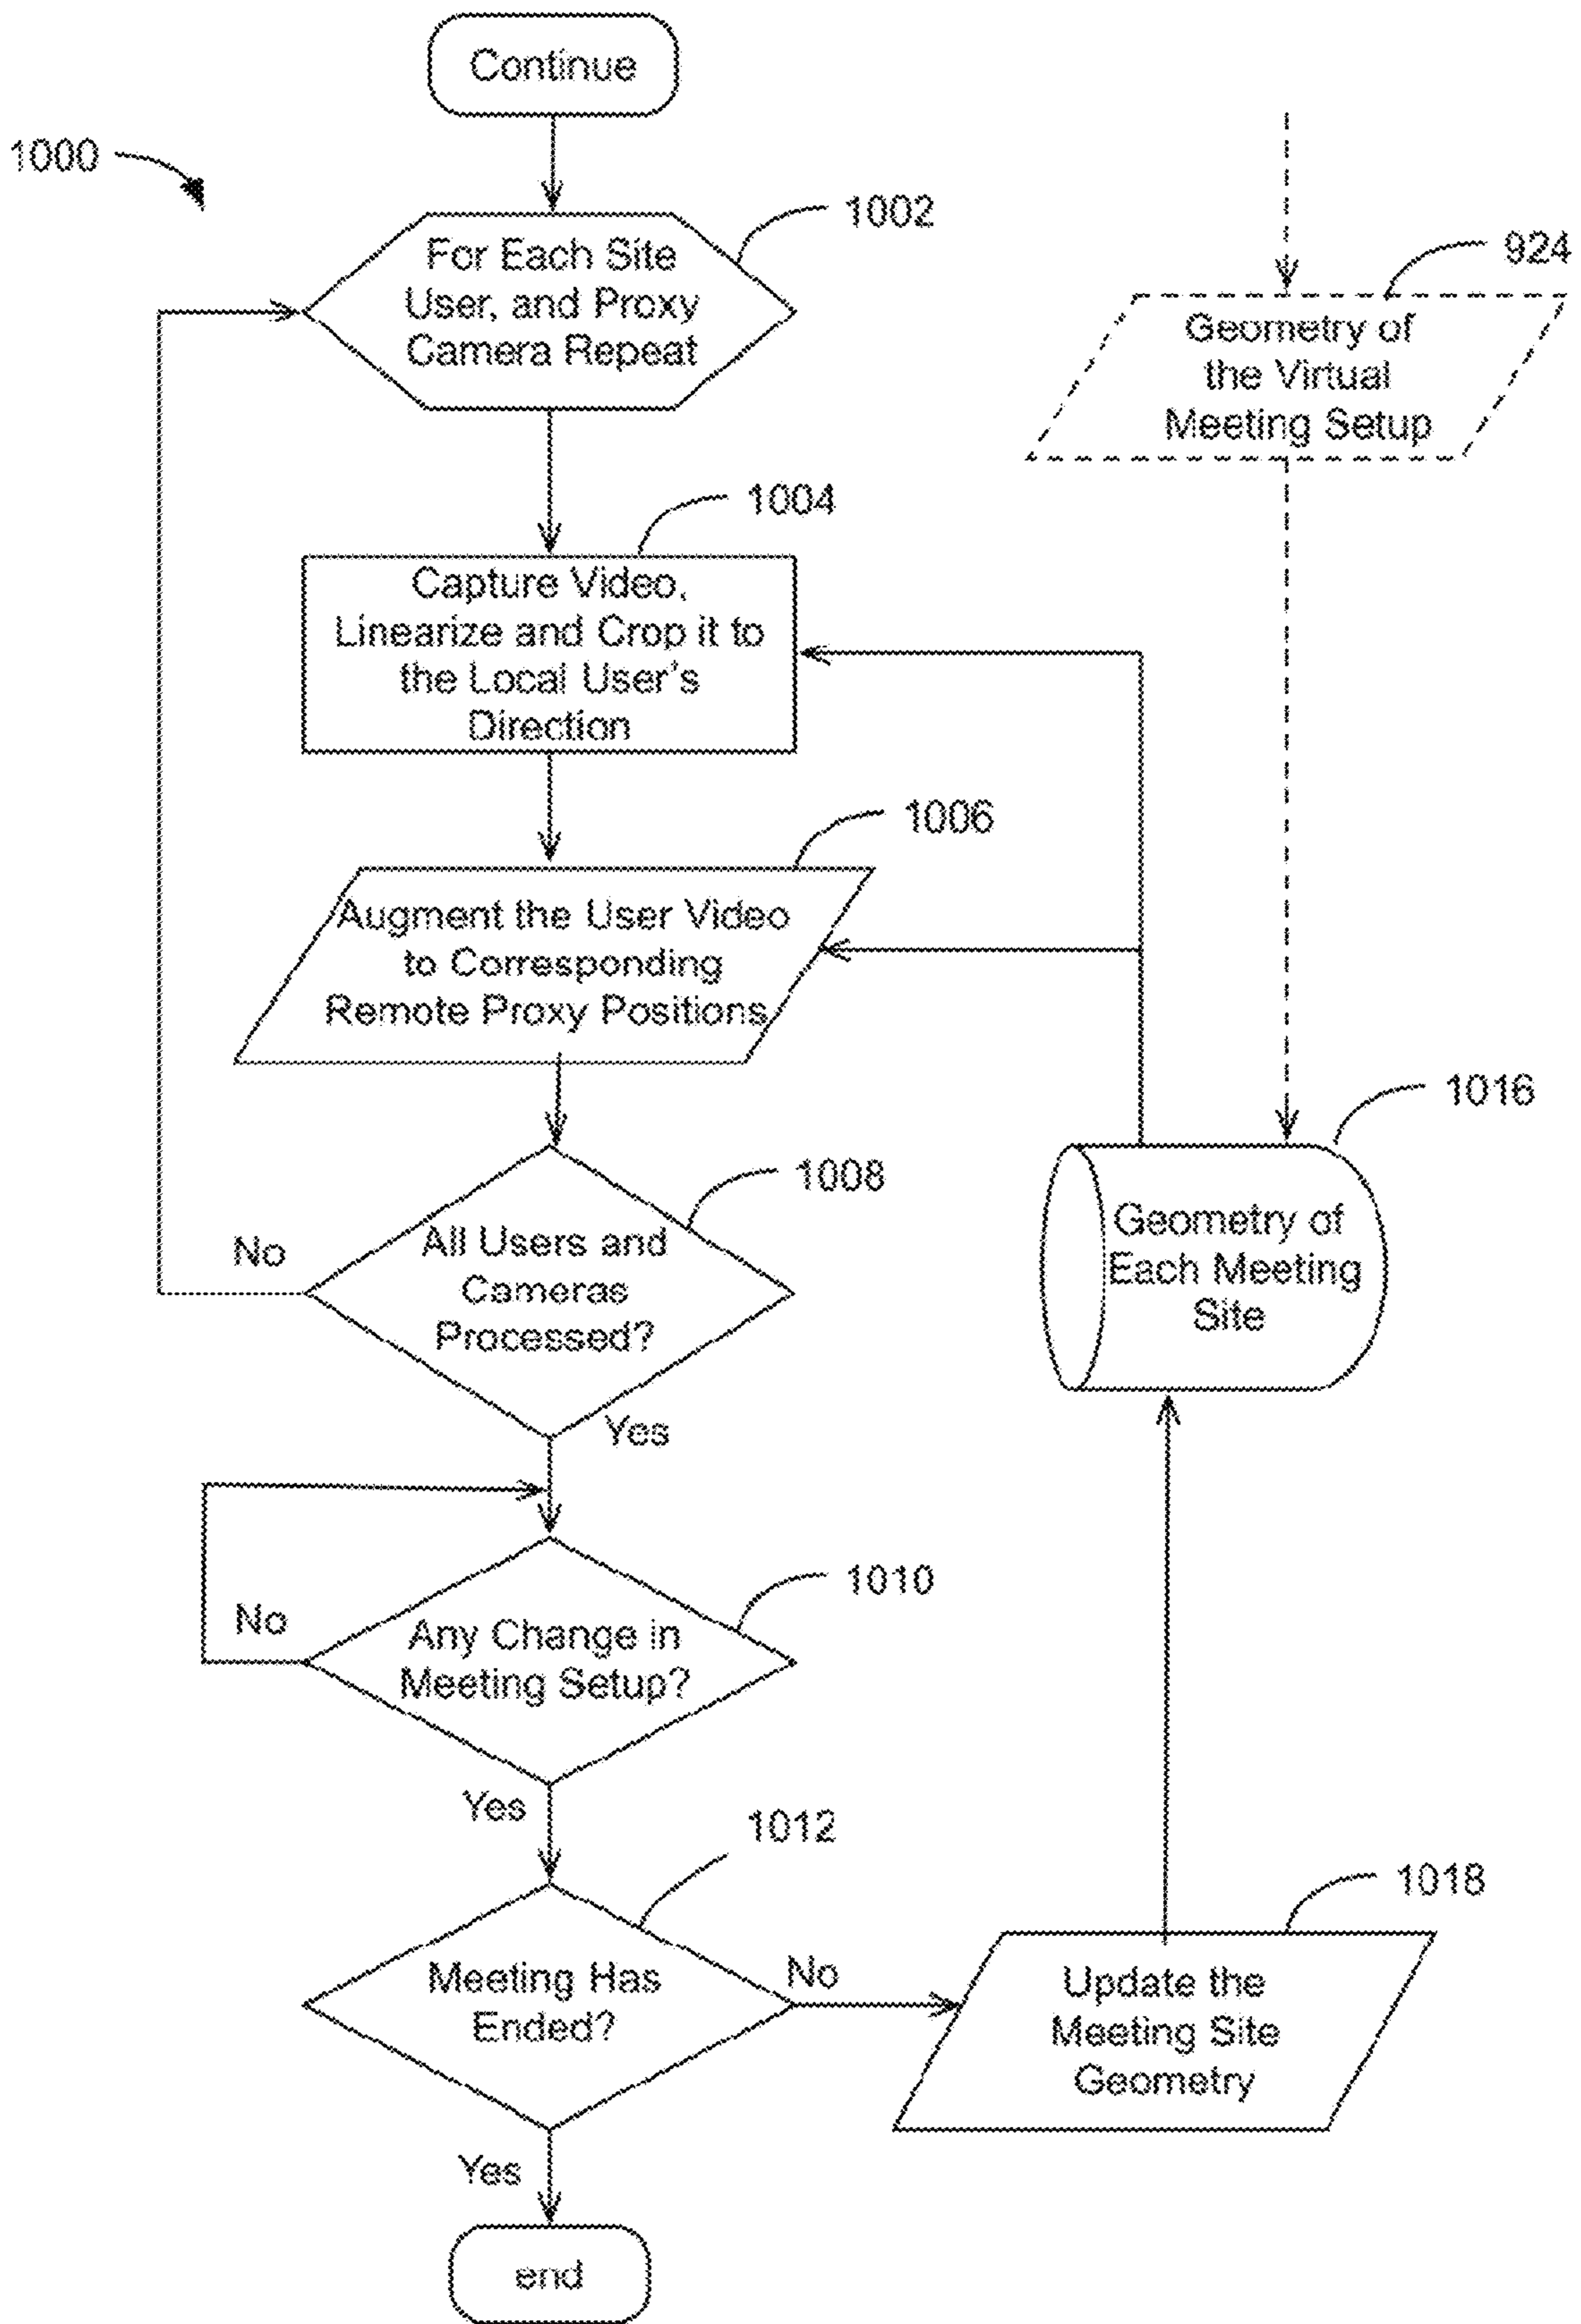 Continue
1000
1002
For Each Site
User, and Proxy
Camera Repeat
924
Geometry of
the Virtual
Meeting Setup
1004
Capture Video,
Linearize and Crop it to
the Local User's
Direction
1006
Augment the User Video
to Corresponding
Remote Proxy Positions
1016
Geometry of
Each Meeting
Site
1008
All Users and
Cameras
Processed?
No
Yes
1010
Any Change in
Meeting Setup?
No
Yes
1012
Meeting Has
Ended?
No
1018
Update the
Meeting Site
Geometry
Yes
end